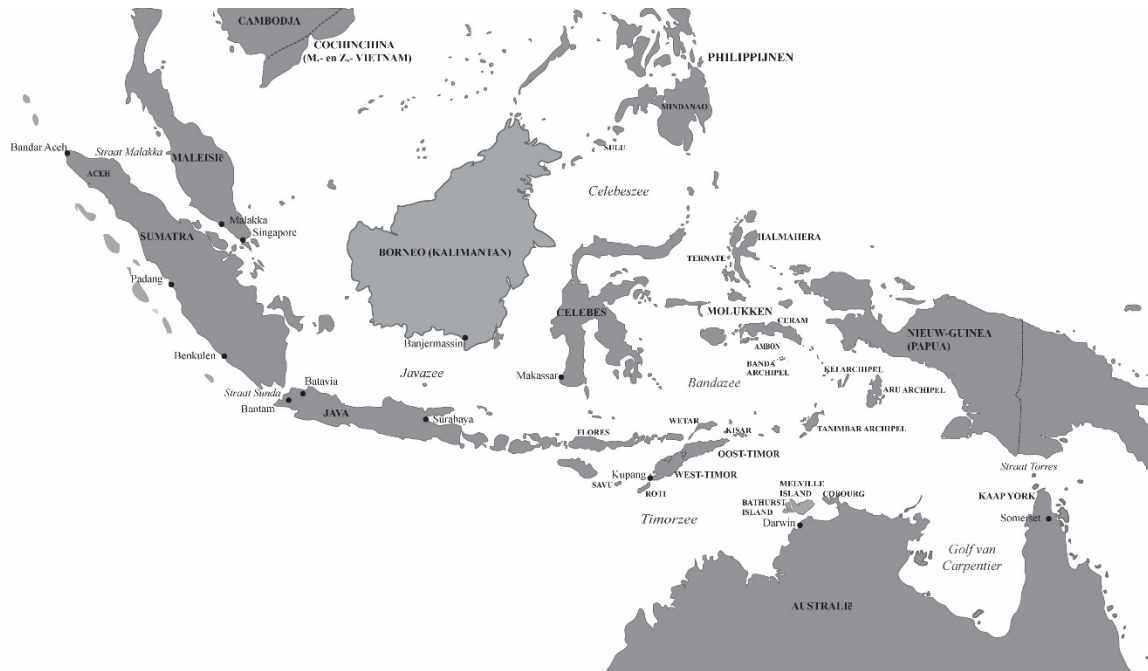 CAMBODJA
COCHINCHINA
(M.- en Z.- VIETNAM)
PHILIPPIJNEN
MINDANAO
SULU
Bandar Aceh
Straat Malakka
MALEISIË
ACEH
Celebeszee
Malakka
Singapore
SUMATRA
BORNEO (KALIMANTAN)
HALMAHERA
TERNATE
Padang
MOLUKKEN
CELEBES
CERAM
NIEUW-GUINEA
(PAPUA)
Banjermassin
AMBON
Benkulen
BANDA
ARCHIPEL
KEI ARCHIPEL
Javazee
Makassar
Bandazee
ARU ARCHIPEL
Straat Sunda
Batavia
Bantam
JAVA
Surabaya
WETAR
KISAR
TANIMBAR ARCHIPEL
FLORES
OOST-TIMOR
Straat Torres
Kupang
WEST-TIMOR
SAVU
ROTI
MELVILLE
ISLAND
COBOURG
BATHURST
ISLAND
KAAP YORK
Timorzee
Darwin
Somerset
Golf van
Carpentier
AUSTRALIË